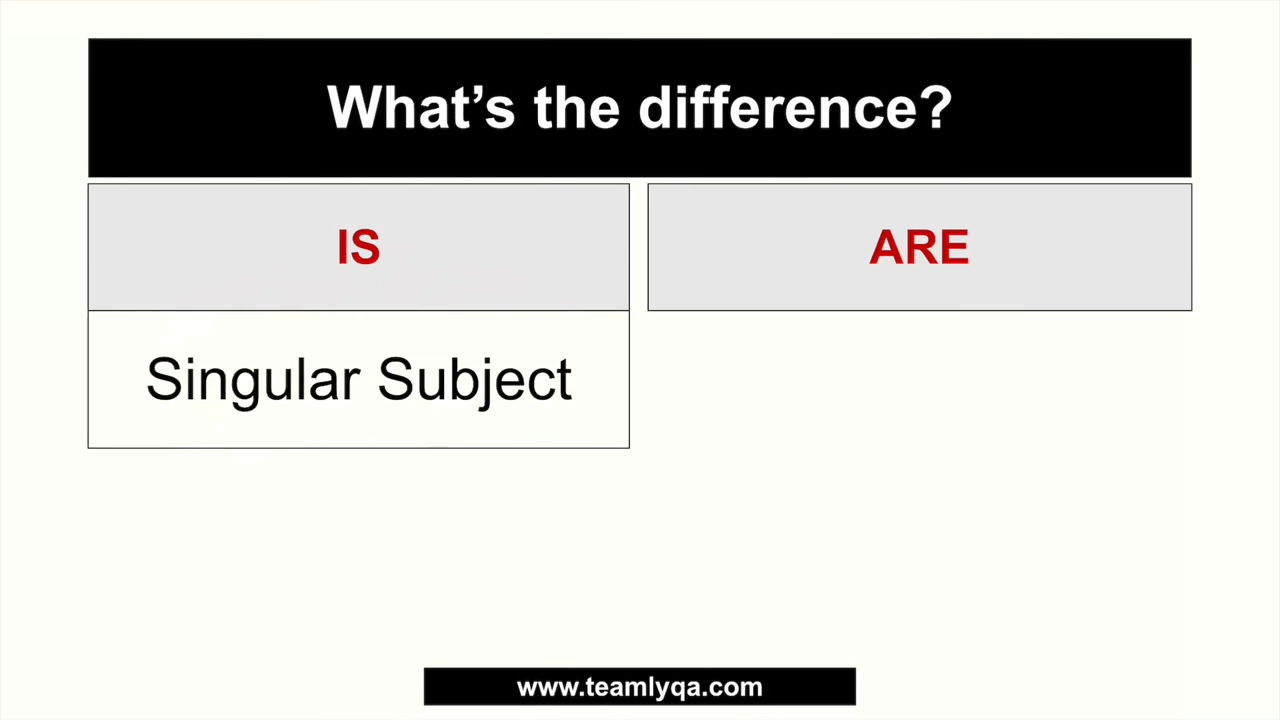 What’s the difference?
IS
ARE
Singular Subject
www.teamlyqa.com